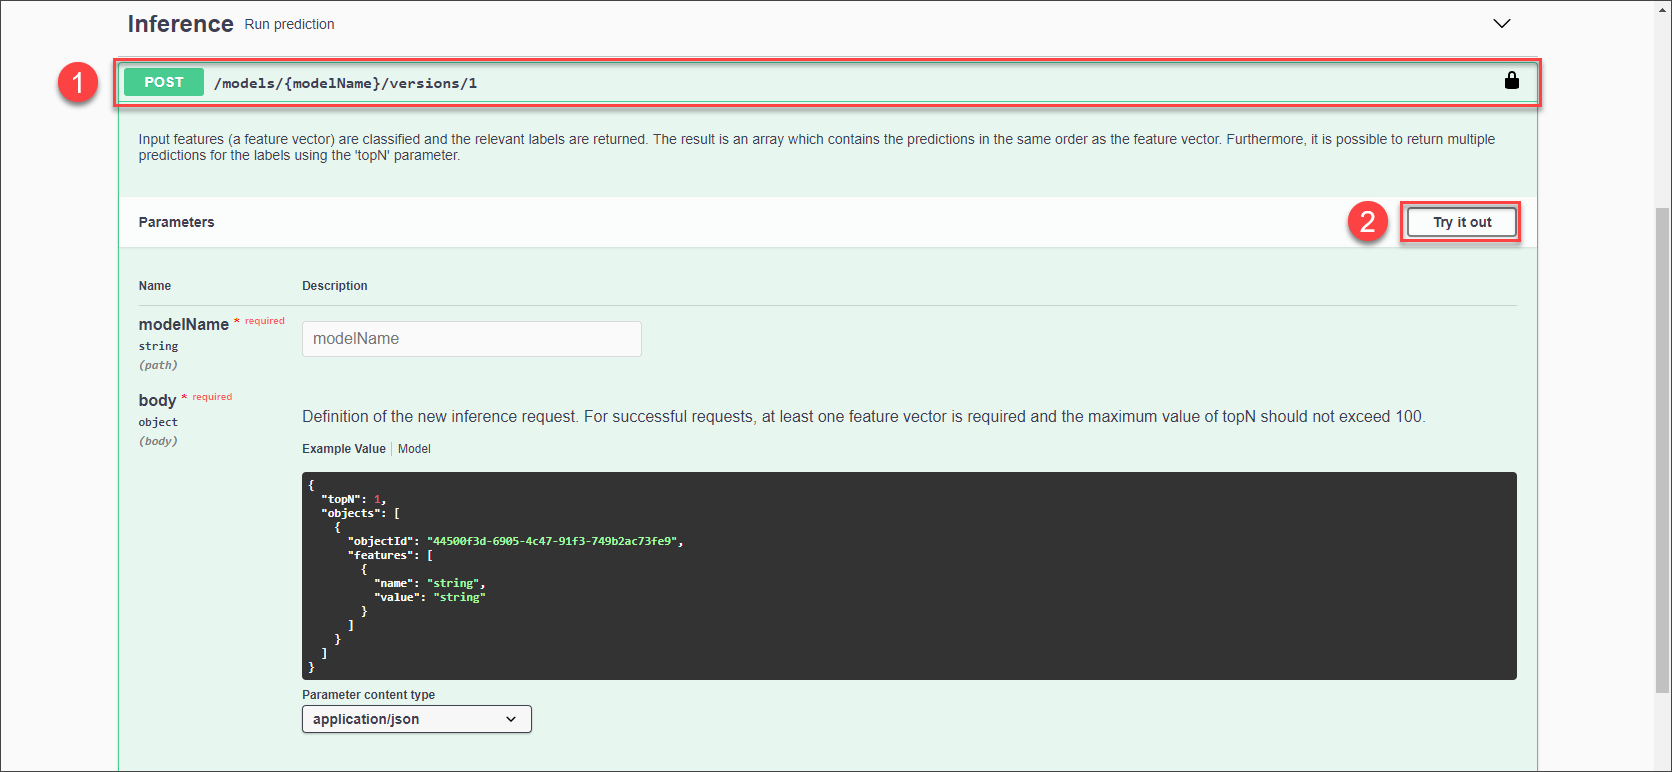 Inference Run prediction
1
POST /models/{modelName}/versions/1
Input features (a feature vector) are classified and the relevant labels are returned. The result is an array which contains the predictions in the same order as the feature vector. Furthermore, it is possible to return multiple
predictions for the labels using the 'topN' parameter.
Parameters
2
Try it out
Name Description
modelName * required
string
(path)
modelName
body * required
object
(body)
Definition of the new inference request. For successful requests, at least one feature vector is required and the maximum value of topN should not exceed 100.
Example Value Model
{
"topN": 1,
"objects": [
{
"objectId": "44500f3d-6905-4c47-91f3-749b2ac73fe9",
"features": [
{
"name": "string",
"value": "string"
}
]
}
]
}
Parameter content type
application/json